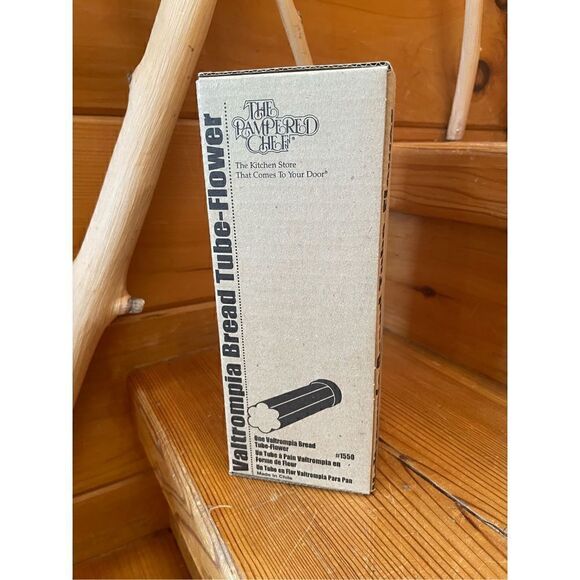 THE
PAMPERED
CHEF®
The Kitchen Store
That Comes To Your Door®
Valtrompia Bread Tube-Flower
One Valtrompia Bread
Tube-Flower
#1550
Un Tube à Pain Valtrompia en
Forme de Fleur
Un Tubo en Flor Valtrompia Para Pan
Made in Chile